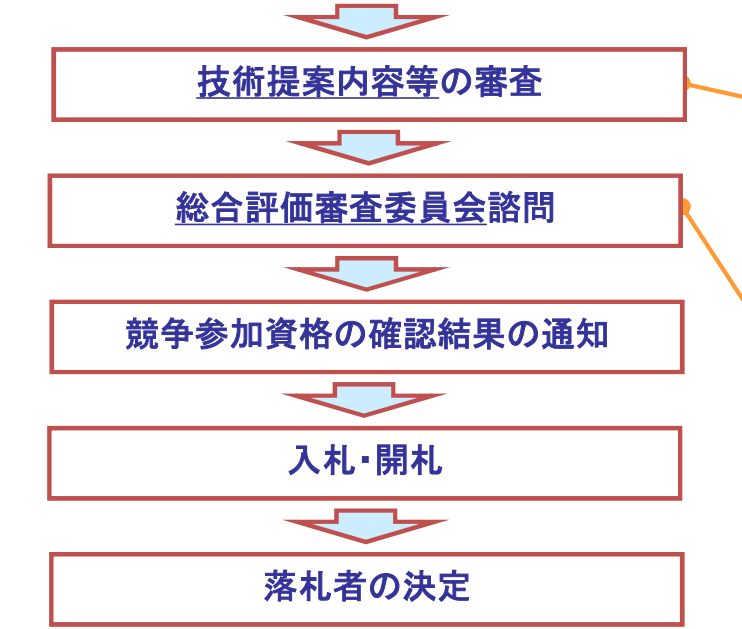 技術提案内容等の審査
総合評価審査委員会諮問
競争参加資格の確認結果の通知
入札・開札
落札者の決定